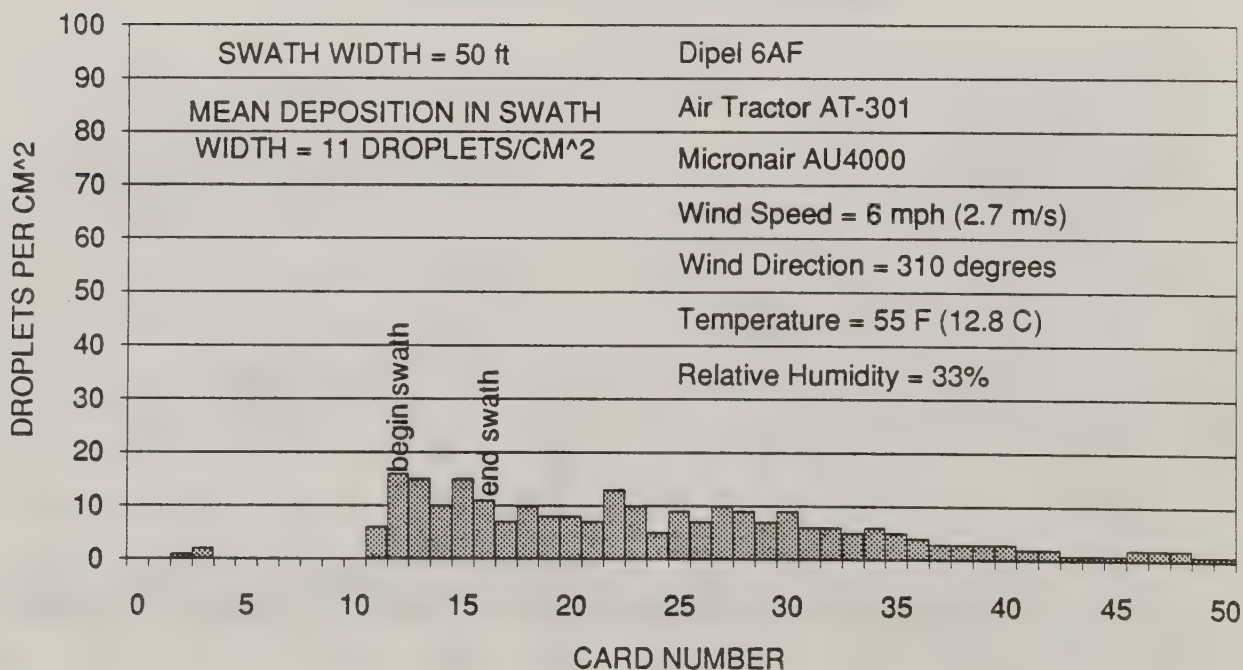 100
90
80
70
60
50
40
30
20
10
0
DROPLETS PER CM^2
SWATH WIDTH = 50 ft
MEAN DEPOSITION IN SWATH
WIDTH = 11 DROPLETS/CM^2
Dipel 6AF
Air Tractor AT-301
Micronair AU4000
Wind Speed = 6 mph (2.7 m/s)
Wind Direction = 310 degrees
Temperature = 55 F (12.8 C)
Relative Humidity = 33%
begin swath
end swath
0 5 10 15 20 25 30 35 40 45 50
CARD NUMBER